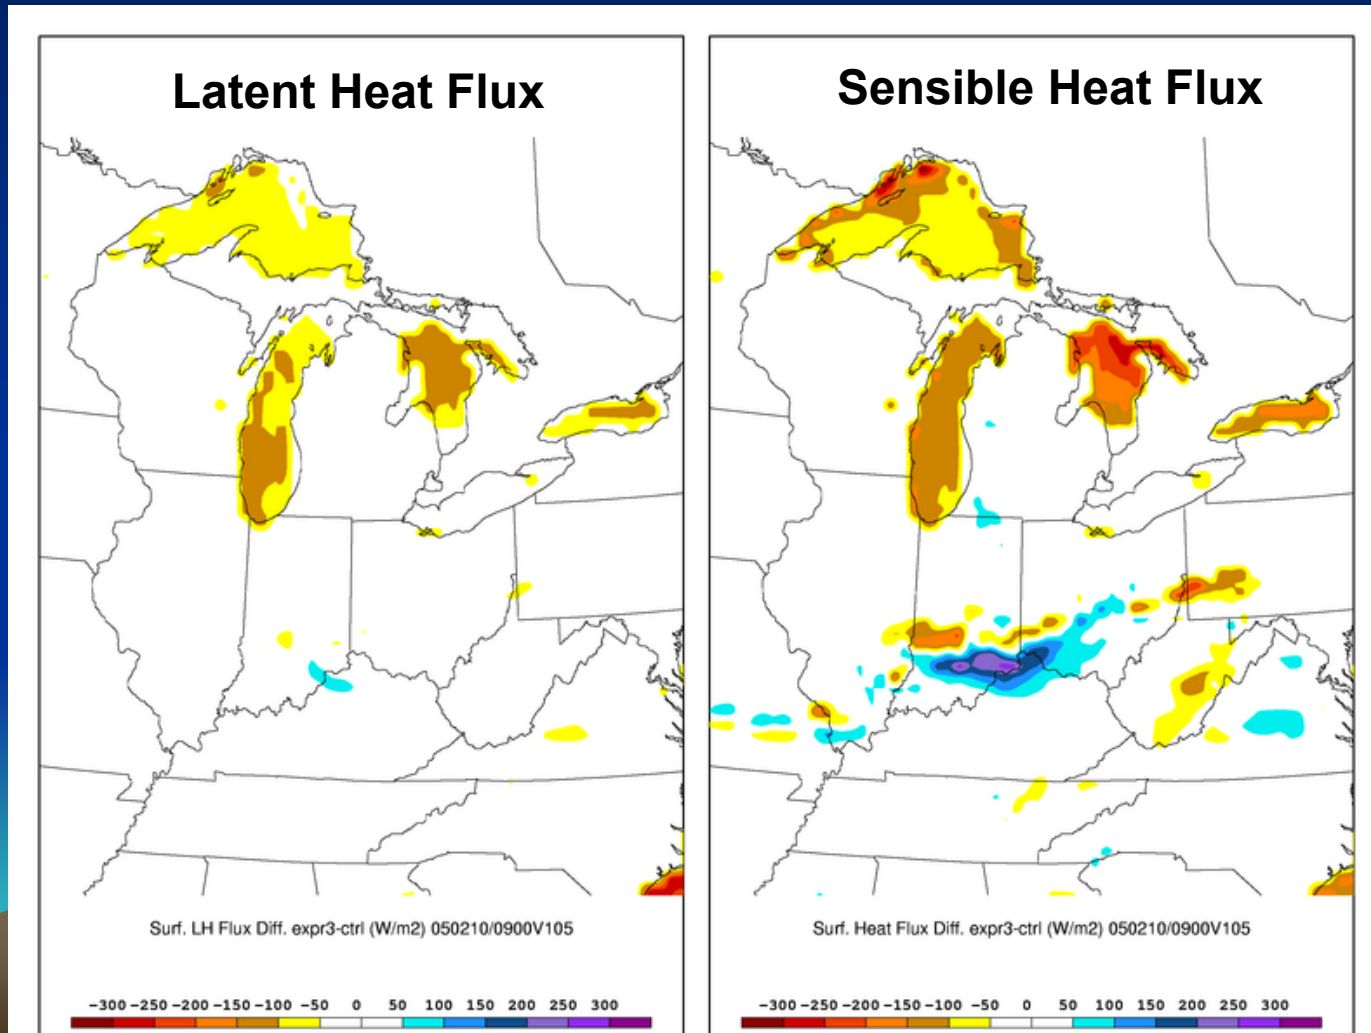 Latent Heat Flux
Surf. LH Flux Diff. expr3-ctrl (W/m2) 050210/0900V105
−300 −250 −200 −150 −100 −50 0 50 100 150 200 250 300
Sensible Heat Flux
Surf. Heat Flux Diff. expr3-ctrl (W/m2) 050210/0900V105
−300 −250 −200 −150 −100 −50 0 50 100 150 200 250 300